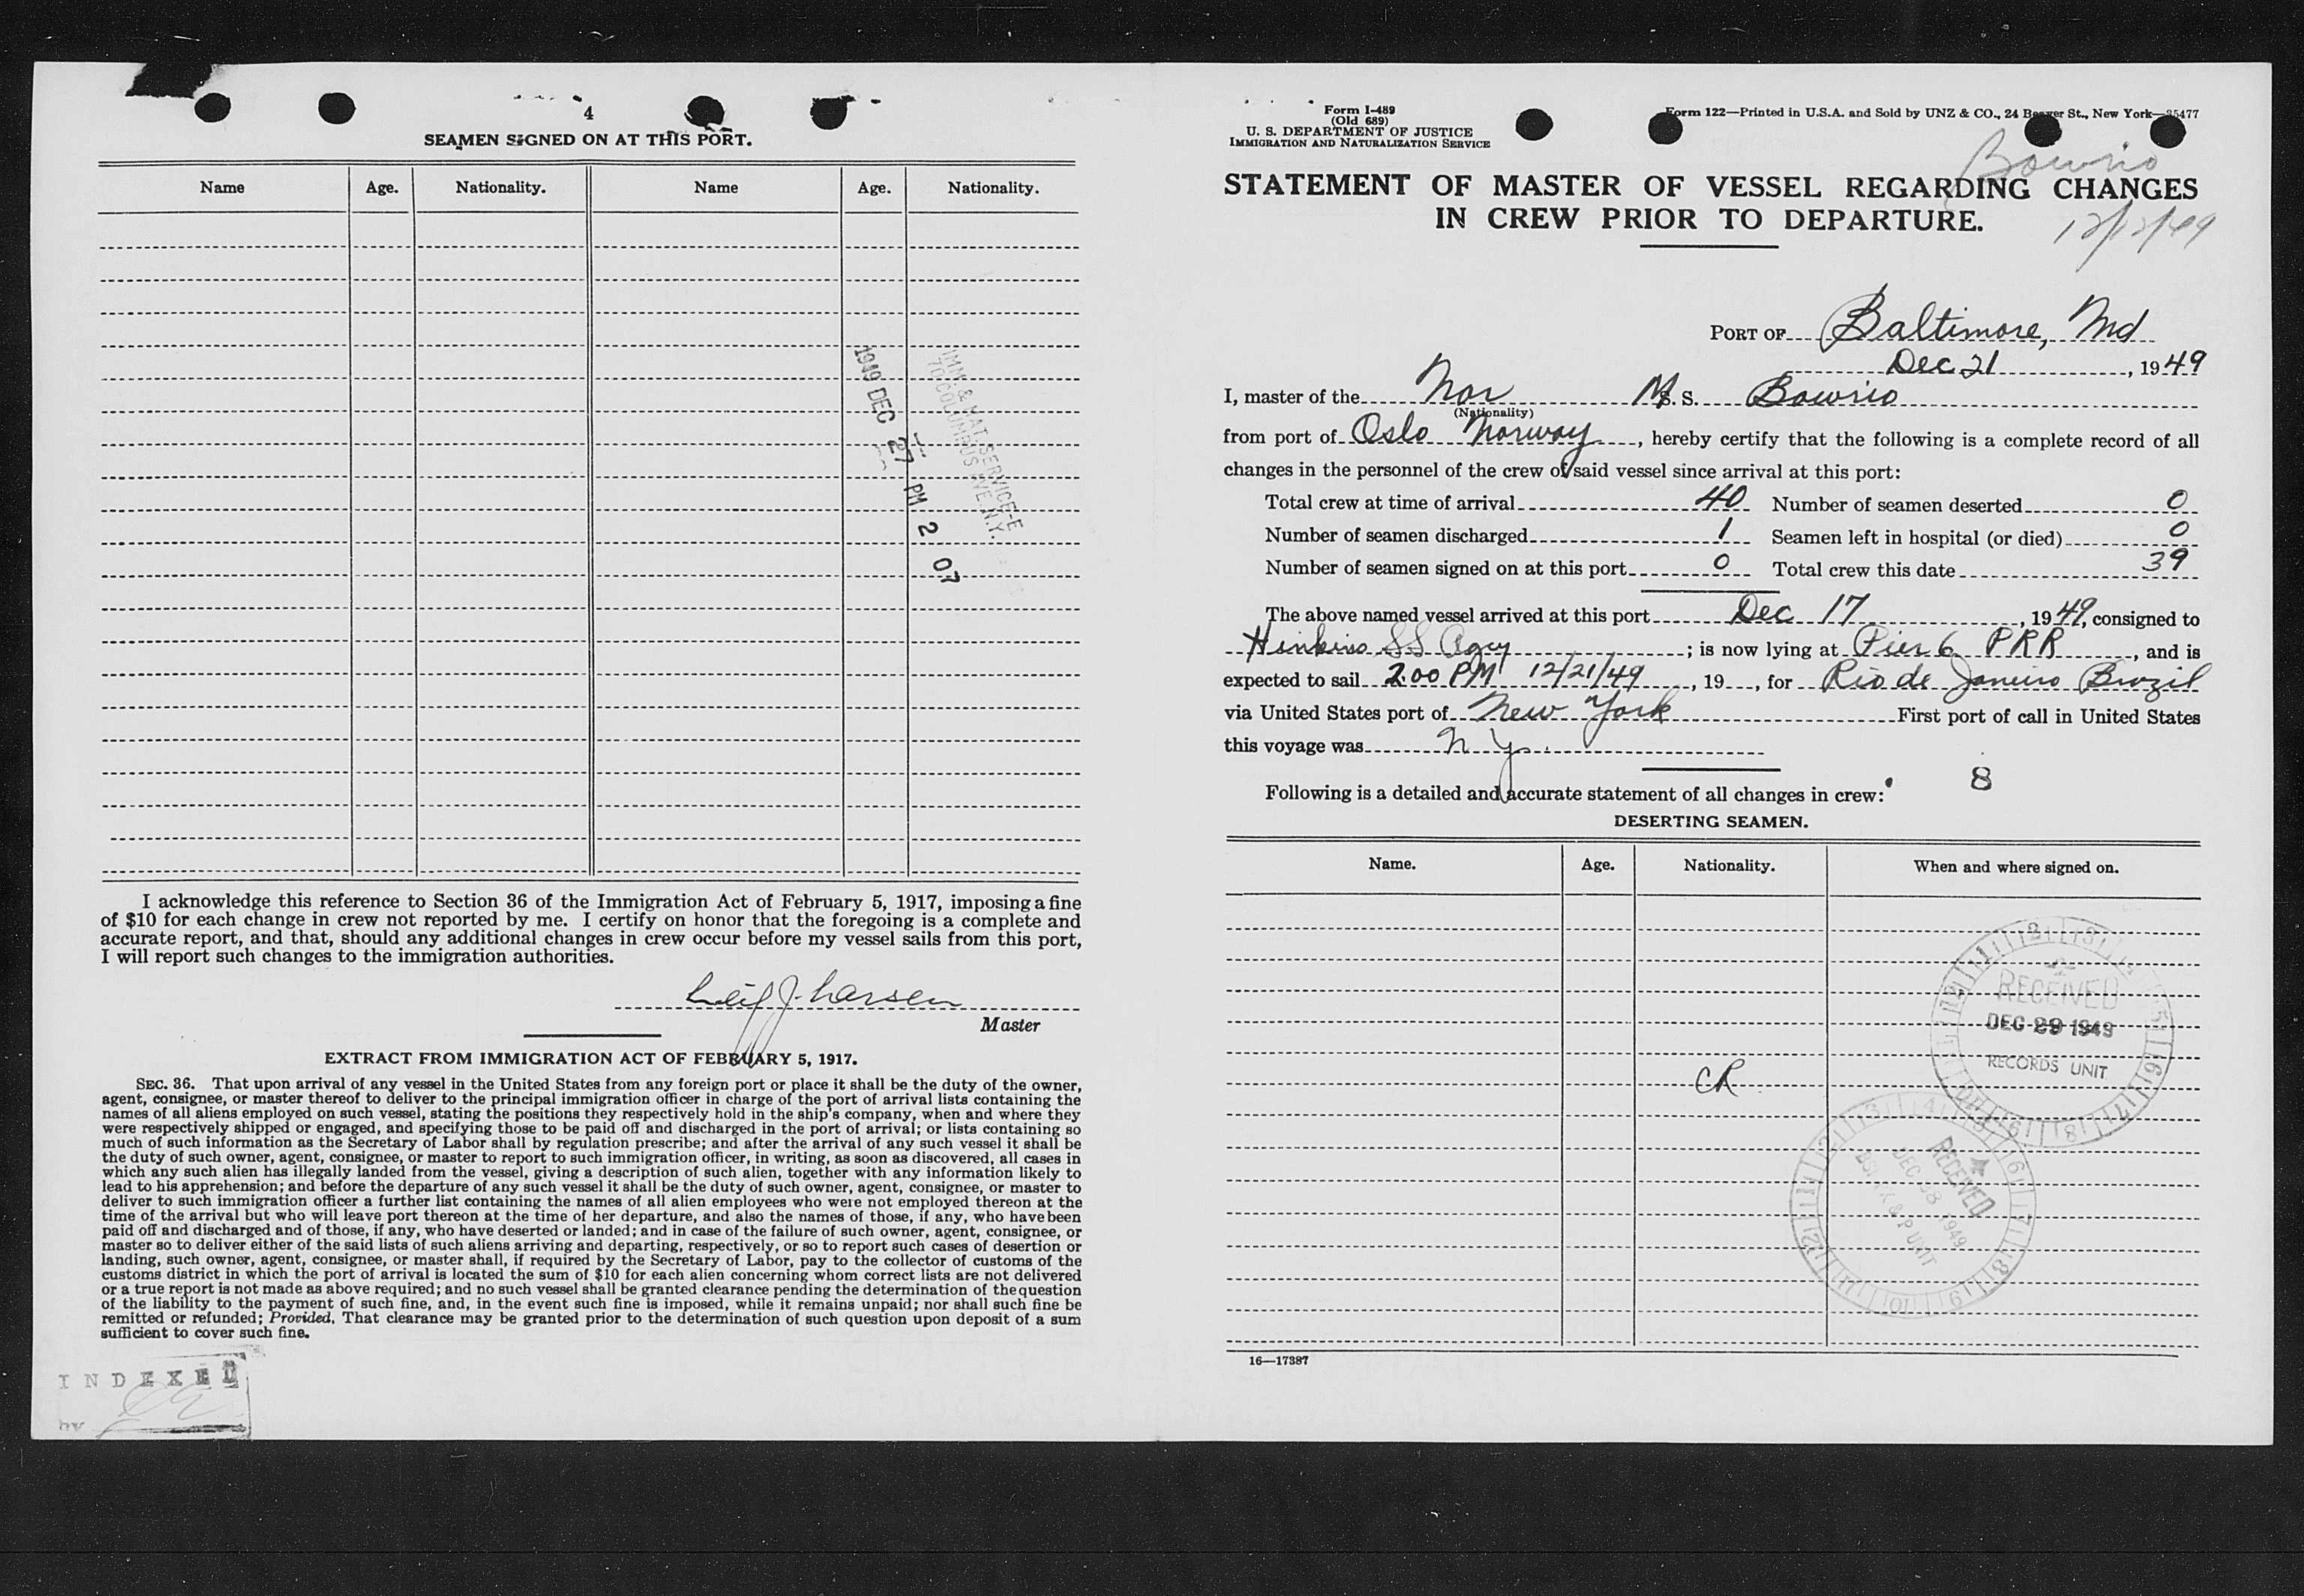 4
SEAMEN SIGNED ON AT THIS PORT.
Name Age. Nationality. Name Age. Nationality.
1949 DEC 27 PM 2 07
IMM. & NAT. SERVICE
70 COLUMBUS AVE N.Y.
I acknowledge this reference to Section 36 of the Immigration Act of February 5, 1917, imposing a fine
of $10 for each change in crew not reported by me. I certify on honor that the foregoing is a complete and
accurate report, and that, should any additional changes in crew occur before my vessel sails from this port,
I will report such changes to the immigration authorities.
Leif J. Larsen
Master
EXTRACT FROM IMMIGRATION ACT OF FEBRUARY 5, 1917.
SEC. 36. That upon arrival of any vessel in the United States from any foreign port or place it shall be the duty of the owner,
agent, consignee, or master thereof to deliver to the principal immigration officer in charge of the port of arrival lists containing the
names of all aliens employed on such vessel, stating the positions they respectively hold in the ship's company, when and where they
were respectively shipped or engaged, and specifying those to be paid off and discharged in the port of arrival; or lists containing so
much of such information as the Secretary of Labor shall by regulation prescribe; and after the arrival of any such vessel it shall be
the duty of such owner, agent, consignee, or master to report to such immigration officer, in writing, as soon as discovered, all cases in
which any such alien has illegally landed from the vessel, giving a description of such alien, together with any information likely to
lead to his apprehension; and before the departure of any such vessel it shall be the duty of such owner, agent, consignee, or master to
deliver to such immigration officer a further list containing the names of all alien employees who were not employed thereon at the
time of the arrival but who will leave port thereon at the time of her departure, and also the names of those, if any, who have been
paid off and discharged and of those, if any, who have deserted or landed; and in case of the failure of such owner, agent, consignee, or
master so to deliver either of the said lists of such aliens arriving and departing, respectively, or so to report such cases of desertion or
landing, such owner, agent, consignee, or master shall, if required by the Secretary of Labor, pay to the collector of customs of the
customs district in which the port of arrival is located the sum of $10 for each alien concerning whom correct lists are not delivered
or a true report is not made as above required; and no such vessel shall be granted clearance pending the determination of the question
of the liability to the payment of such fine, and, in the event such fine is imposed, while it remains unpaid; nor shall such fine be
remitted or refunded; Provided, That clearance may be granted prior to the determination of such question upon deposit of a sum
sufficient to cover such fine.
INDEXED
BY
Form I-489
(Old 689)
U. S. DEPARTMENT OF JUSTICE
IMMIGRATION AND NATURALIZATION SERVICE
Form 122—Printed in U.S.A. and Sold by UNZ & CO., 24 Beaver St., New York—35477
Bowrio
STATEMENT OF MASTER OF VESSEL REGARDING CHANGES
IN CREW PRIOR TO DEPARTURE.
12/12/49
PORT OF Baltimore, Md
Dec 21, 1949
I, master of the Nor M.S. Bowrio
(Nationality)
from port of Oslo Norway, hereby certify that the following is a complete record of all
changes in the personnel of the crew of said vessel since arrival at this port:
Total crew at time of arrival 40 Number of seamen deserted 0
Number of seamen discharged 1 Seamen left in hospital (or died) 0
Number of seamen signed on at this port 0 Total crew this date 39
The above named vessel arrived at this port Dec 17, 1949, consigned to
Hinkins SS Agcy; is now lying at Pier 6 PRR, and is
expected to sail 2.00 PM 12/21/49, 19, for Rio de Janeiro Brazil
via United States port of New York First port of call in United States
this voyage was N Y.
8
Following is a detailed and accurate statement of all changes in crew:
DESERTING SEAMEN.
Name. Age. Nationality. When and where signed on.
RECEIVED
DEC 29 1949
RECORDS UNIT
CR
RECEIVED
DEC 28 1949
P UNIT
16—17387